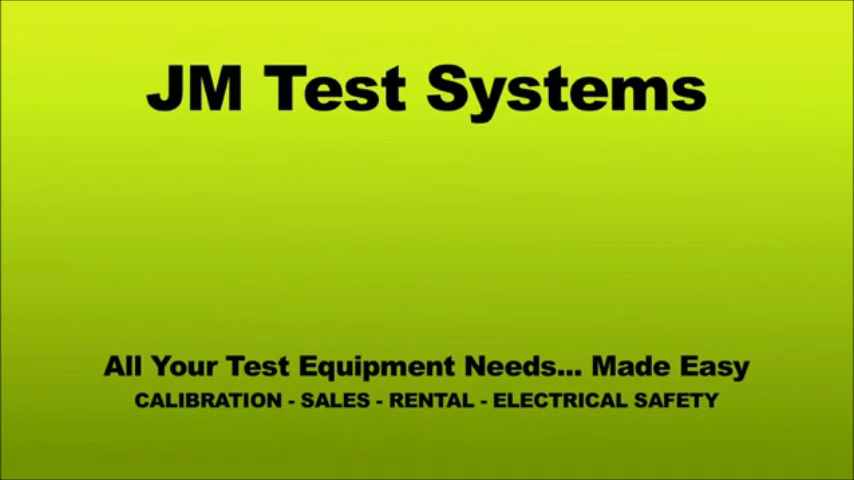 JM Test Systems
All Your Test Equipment Needs... Made Easy
CALIBRATION - SALES - RENTAL - ELECTRICAL SAFETY